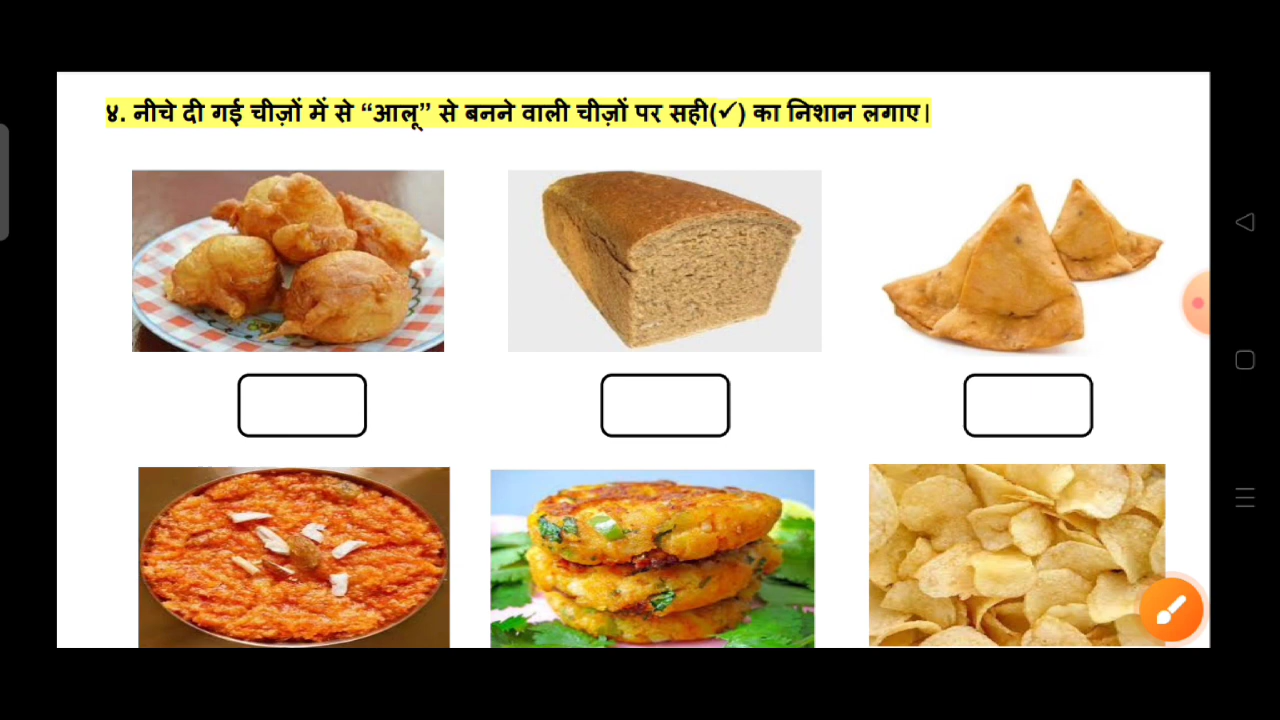 ४. नीचे दी गई चीज़ों में से “आलू” से बनने वाली चीज़ों पर सही(✓) का निशान लगाए।